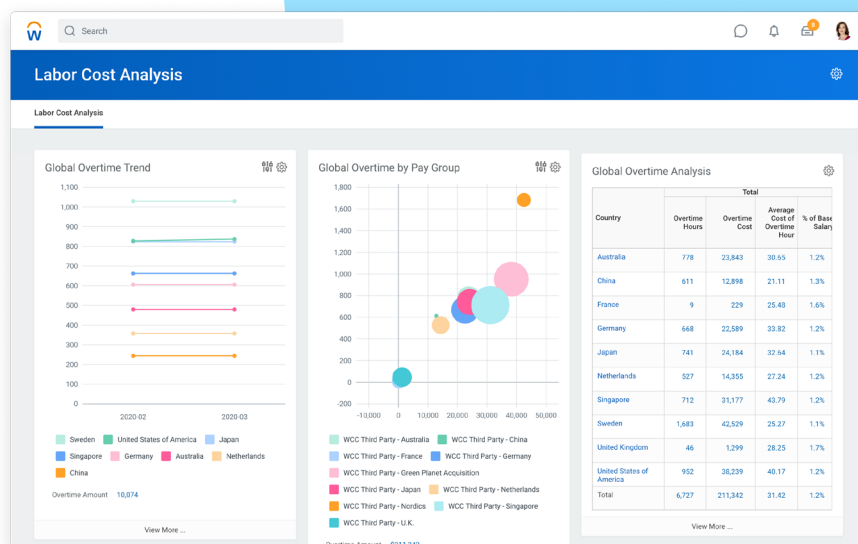 W
Search
6
Labor Cost Analysis
Labor Cost Analysis
Global Overtime Trend
1,100
1,000
900
800
700
600
500
400
300
200
100
0
2020-02 2020-03
Sweden United States of America Japan
Singapore Germany Australia Netherlands
China
Overtime Amount 10,074
View More ...
Global Overtime by Pay Group
1,800
1,600
1,400
1,200
1,000
800
600
400
200
0
-200
-10,000 0 10,000 20,000 30,000 40,000 50,000
WCC Third Party - Australia WCC Third Party - China
WCC Third Party - France WCC Third Party - Germany
WCC Third Party - Green Planet Acquisition
WCC Third Party - Japan WCC Third Party - Netherlands
WCC Third Party - Nordics WCC Third Party - Singapore
WCC Third Party - U.K.
Overtime Amount
Global Overtime Analysis
Total
Country Overtime Hours Overtime Cost Average Cost of Overtime Hour % of Base Salary
Australia 778 23,843 30.65 1.2%
China 611 12,898 21.11 1.3%
France 9 229 25.48 1.6%
Germany 668 22,589 33.82 1.2%
Japan 741 24,184 32.64 1.1%
Netherlands 527 14,355 27.24 1.2%
Singapore 712 31,177 43.79 1.2%
Sweden 1,683 42,529 25.27 1.1%
United Kingdom 46 1,299 28.25 1.7%
United States of America 952 38,239 40.17 1.2%
Total 6,727 211,342 31.42 1.2%
View More ...